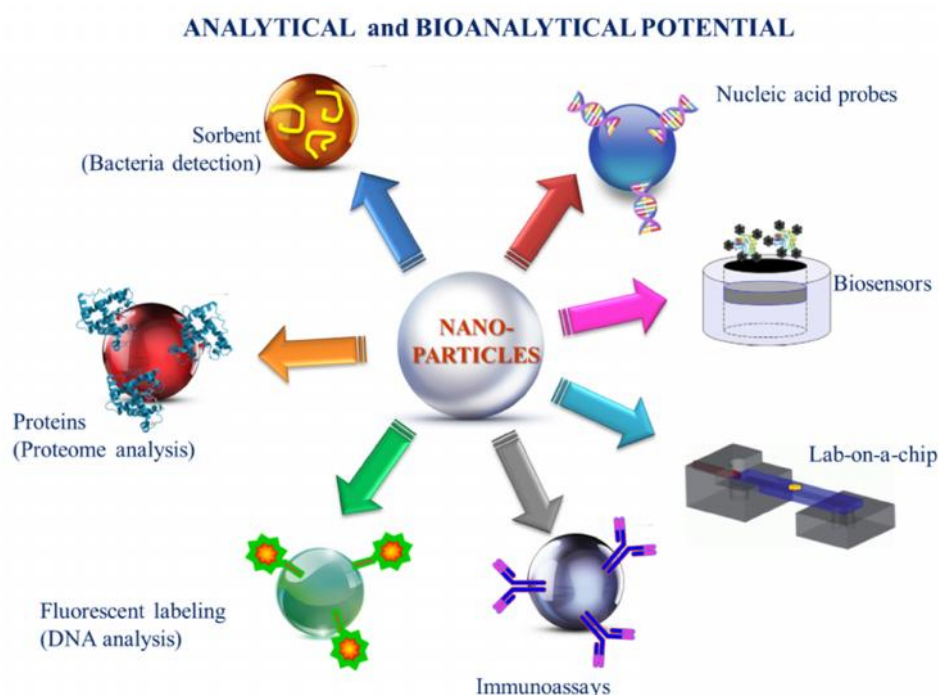 ANALYTICAL and BIOANALYTICAL POTENTIAL
Sorbent
(Bacteria detection)
Nucleic acid probes
Biosensors
NANO-
PARTICLES
Proteins
(Proteome analysis)
Lab-on-a-chip
Fluorescent labeling
(DNA analysis)
Immunoassays